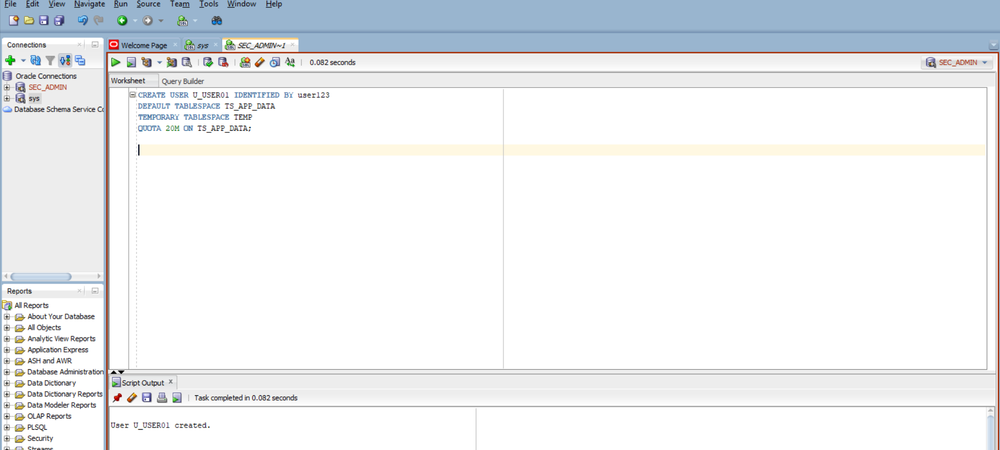 File Edit View Navigate Run Source Team Tools Window Help
Connections
Oracle Connections
SEC_ADMIN
sys
Database Schema Service Co
Reports
All Reports
About Your Database
All Objects
Analytic View Reports
Application Express
ASH and AWR
Database Administration
Data Dictionary
Data Dictionary Reports
Data Modeler Reports
OLAP Reports
PLSQL
Security
Streams
Welcome Page sys SEC_ADMIN~1
0.082 seconds SEC_ADMIN
Worksheet Query Builder
CREATE USER U_USER01 IDENTIFIED BY user123
DEFAULT TABLESPACE TS_APP_DATA
TEMPORARY TABLESPACE TEMP
QUOTA 20M ON TS_APP_DATA;
Script Output
Task completed in 0.082 seconds
User U_USER01 created.